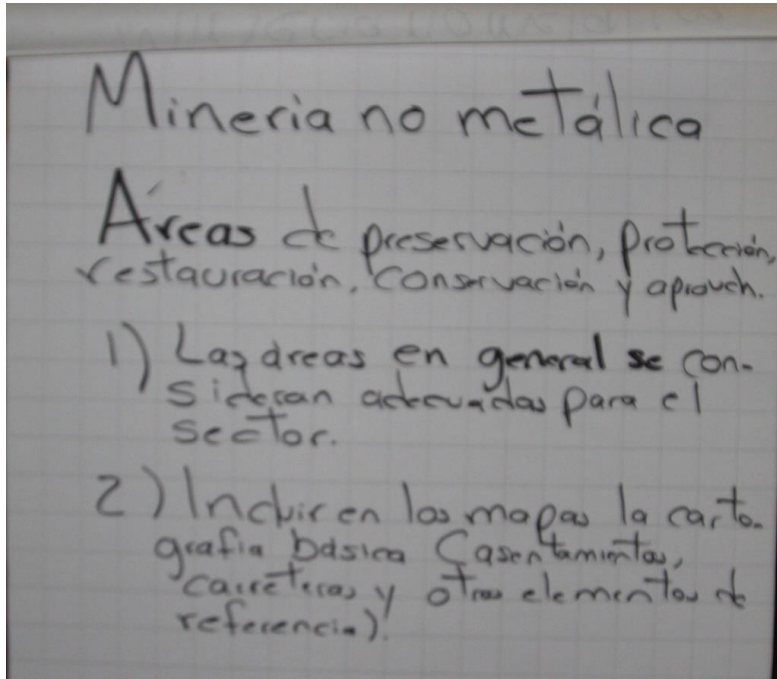 Mineria no metálica
Áreas de preservación, protección,
restauración, conservación y aprovch.
1) Las áreas en general se con-
sideran adecuadas para el
sector.
2) Incluir en los mapas la carto-
grafia básica (asentamientos,
carreteras y otros elementos de
referencia).